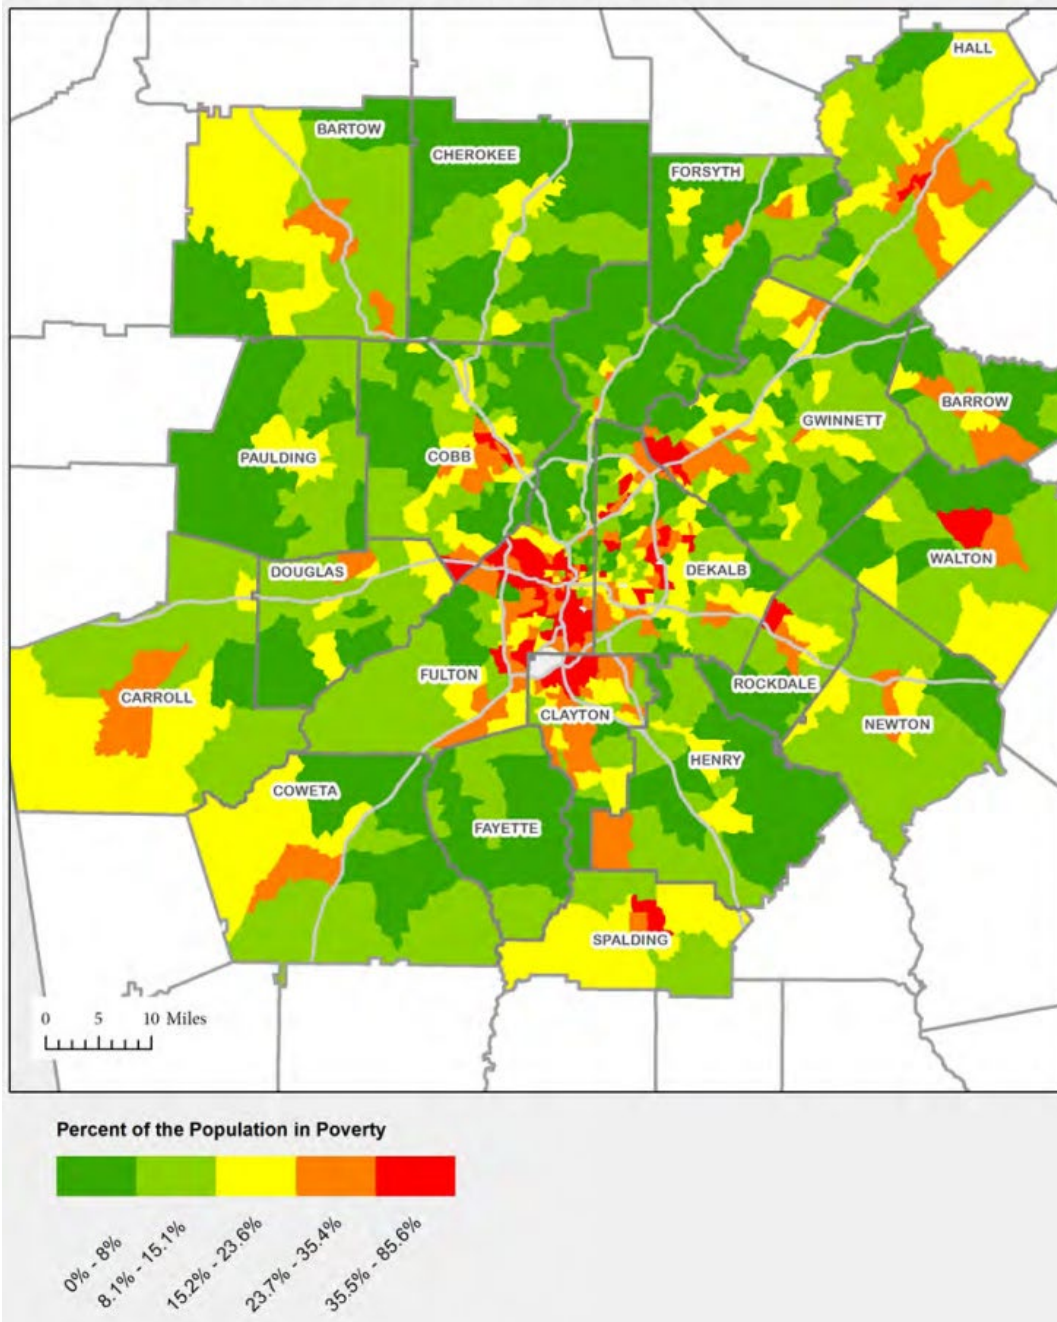 HALL
BARTOW
CHEROKEE
FORSYTH
BARROW
GWINNETT
PAULDING
COBB
WALTON
DOUGLAS
DEKALB
FULTON
ROCKDALE
CARROLL
CLAYTON
NEWTON
HENRY
COWETA
FAYETTE
SPALDING
0 5 10 Miles
Percent of the Population in Poverty
0% - 8%
8.1% - 15.1%
15.2% - 23.6%
23.7% - 35.4%
35.5% - 85.6%